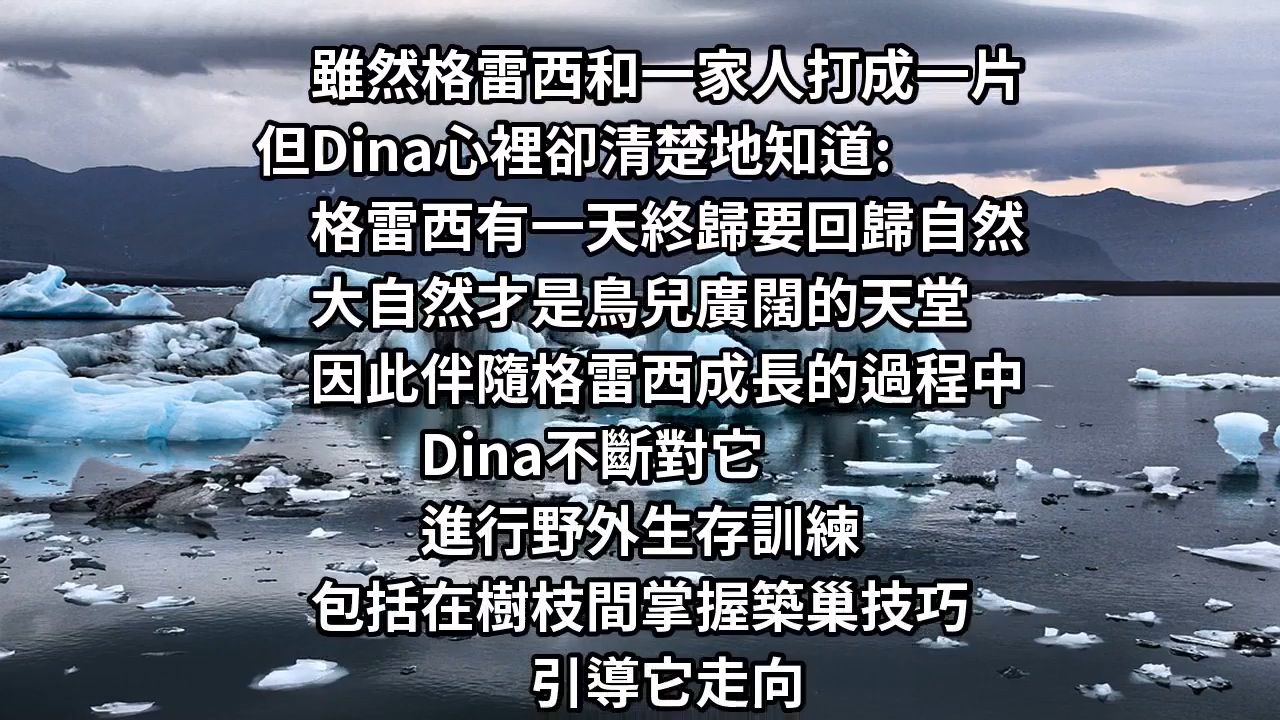 雖然格雷西和一家人打成一片
但Dina心裡卻清楚地知道:
格雷西有一天終歸要回歸自然
大自然才是鳥兒廣闊的天堂
因此伴隨格雷西成長的過程中
Dina不斷對它
進行野外生存訓練
包括在樹枝間掌握築巢技巧
引導它走向